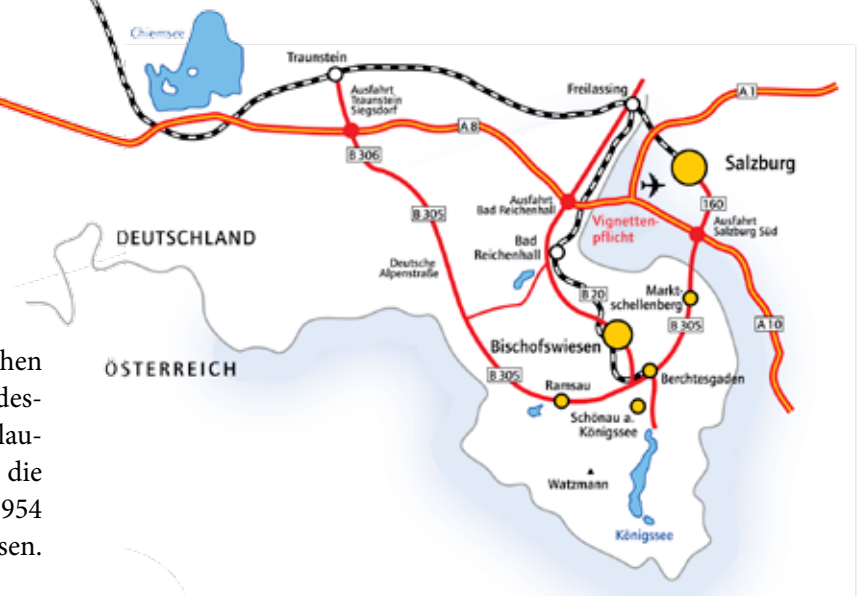 Chiemsee
Traunstein
Ausfahrt
Traunstein
Siegsdorf
Freilassing
A 1
A 8
B 306
Salzburg
Ausfahrt
Bad Reichenhall
160
B 305
Vignetten-
pflicht
Ausfahrt
Salzburg Süd
DEUTSCHLAND
Bad
Reichenhall
Deutsche
Alpenstraße
B 20
Markt-
schellenberg
B 305
A 10
Bischofswiesen
ÖSTERREICH
B 305
Ramsau
Berchtesgaden
Schönau a.
Königssee
Watzmann
Königssee
hen
des-
lau-
die
954
sen.